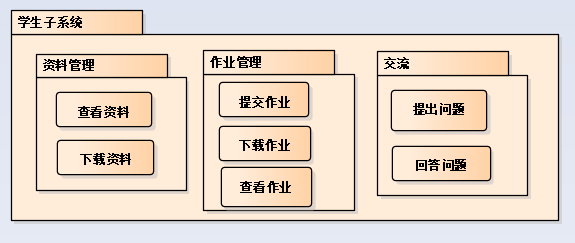 学生子系统
资料管理
查看资料
下载资料
作业管理
提交作业
下载作业
查看作业
交流
提出问题
回答问题